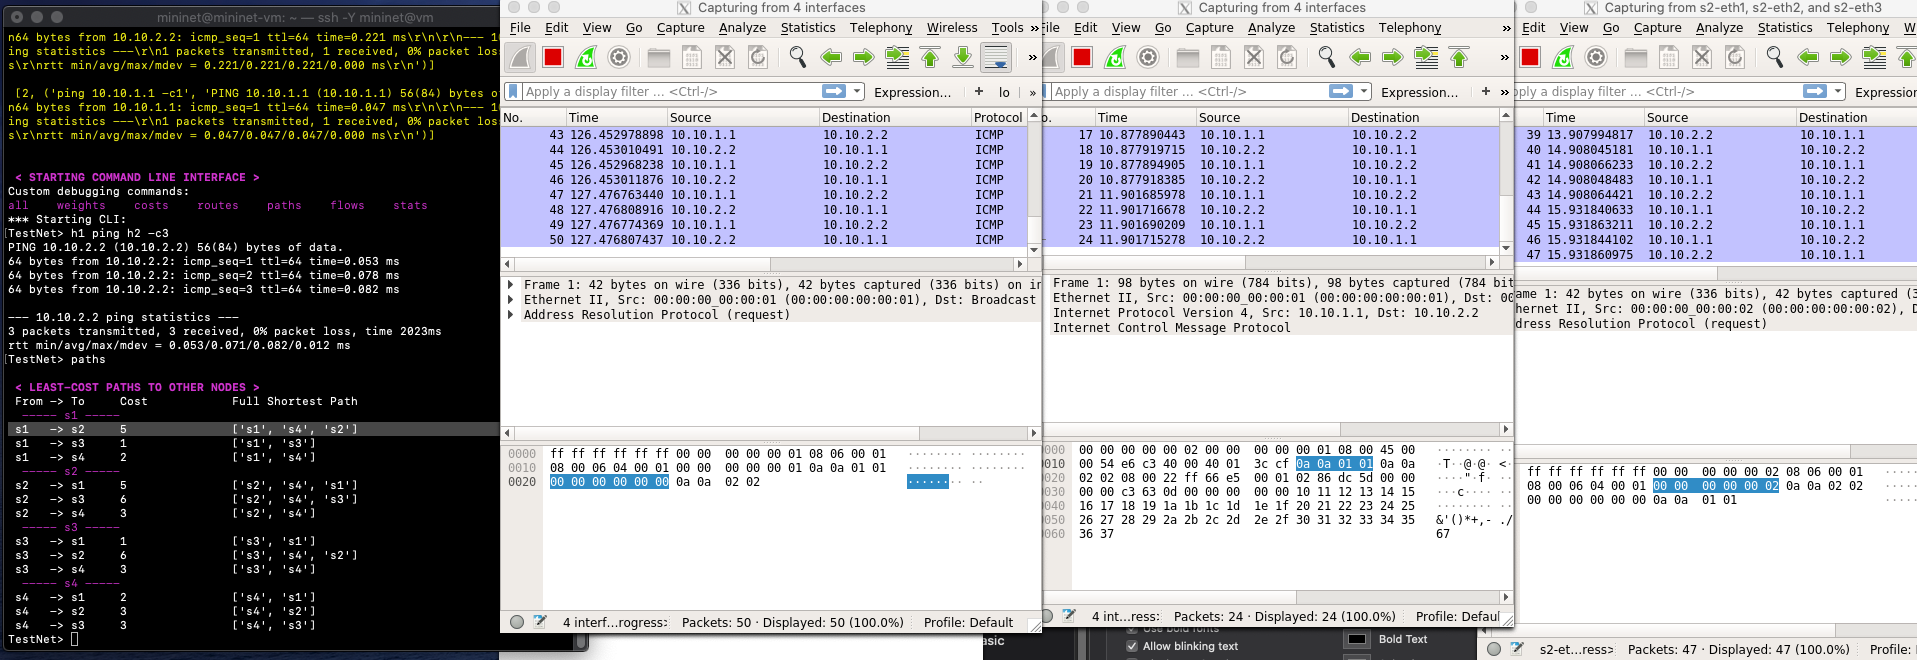 mininet@mininet-vm: ~ — ssh -Y mininet@vm
n64 bytes from 10.10.2.2: icmp_seq=1 ttl=64 time=0.221 ms\r\n\r\n--- 1
ing statistics ---\r\n1 packets transmitted, 1 received, 0% packet los
s\r\nrtt min/avg/max/mdev = 0.221/0.221/0.221/0.000 ms\r\n')]
[2, ('ping 10.10.1.1 -c1', 'PING 10.10.1.1 (10.10.1.1) 56(84) bytes o
n64 bytes from 10.10.1.1: icmp_seq=1 ttl=64 time=0.047 ms\r\n\r\n--- 1
ing statistics ---\r\n1 packets transmitted, 1 received, 0% packet los
s\r\nrtt min/avg/max/mdev = 0.047/0.047/0.047/0.000 ms\r\n')]
< STARTING COMMAND LINE INTERFACE >
Custom debugging commands:
all weights costs routes paths flows stats
*** Starting CLI:
TestNet> h1 ping h2 -c3
PING 10.10.2.2 (10.10.2.2) 56(84) bytes of data.
64 bytes from 10.10.2.2: icmp_seq=1 ttl=64 time=0.053 ms
64 bytes from 10.10.2.2: icmp_seq=2 ttl=64 time=0.078 ms
64 bytes from 10.10.2.2: icmp_seq=3 ttl=64 time=0.082 ms
--- 10.10.2.2 ping statistics ---
3 packets transmitted, 3 received, 0% packet loss, time 2023ms
rtt min/avg/max/mdev = 0.053/0.071/0.082/0.012 ms
TestNet> paths
< LEAST-COST PATHS TO OTHER NODES >
From -> To Cost Full Shortest Path
----- s1 -----
s1 -> s2 5 ['s1', 's4', 's2']
s1 -> s3 1 ['s1', 's3']
s1 -> s4 2 ['s1', 's4']
----- s2 -----
s2 -> s1 5 ['s2', 's4', 's1']
s2 -> s3 6 ['s2', 's4', 's3']
s2 -> s4 3 ['s2', 's4']
----- s3 -----
s3 -> s1 1 ['s3', 's1']
s3 -> s2 6 ['s3', 's4', 's2']
s3 -> s4 3 ['s3', 's4']
----- s4 -----
s4 -> s1 2 ['s4', 's1']
s4 -> s2 3 ['s4', 's2']
s4 -> s3 3 ['s4', 's3']
TestNet>
Capturing from 4 interfaces
File Edit View Go Capture Analyze Statistics Telephony Wireless Tools »
Apply a display filter ... <Ctrl-/> Expression... + lo »
No. Time Source Destination Protocol
43 126.452978898 10.10.1.1 10.10.2.2 ICMP
44 126.453010491 10.10.2.2 10.10.1.1 ICMP
45 126.452968238 10.10.1.1 10.10.2.2 ICMP
46 126.453011876 10.10.2.2 10.10.1.1 ICMP
47 127.476763440 10.10.1.1 10.10.2.2 ICMP
48 127.476808916 10.10.2.2 10.10.1.1 ICMP
49 127.476774369 10.10.1.1 10.10.2.2 ICMP
50 127.476807437 10.10.2.2 10.10.1.1 ICMP
Frame 1: 42 bytes on wire (336 bits), 42 bytes captured (336 bits) on in
Ethernet II, Src: 00:00:00_00:00:01 (00:00:00:00:00:01), Dst: Broadcast
Address Resolution Protocol (request)
0000 ff ff ff ff ff ff 00 00 00 00 00 01 08 06 00 01 ········ ········
0010 08 00 06 04 00 01 00 00 00 00 00 01 0a 0a 01 01 ········ ········
0020 00 00 00 00 00 00 0a 0a 02 02 ········ ··
4 interf...rogress> Packets: 50 · Displayed: 50 (100.0%) Profile: Default
Capturing from 4 interfaces
Edit View Go Capture Analyze Statistics Telephony »
Apply a display filter ... <Ctrl-/> Expression... + »
o. Time Source Destination
17 10.877890443 10.10.1.1 10.10.2.2
18 10.877919715 10.10.2.2 10.10.1.1
19 10.877894905 10.10.1.1 10.10.2.2
20 10.877918385 10.10.2.2 10.10.1.1
21 11.901685978 10.10.1.1 10.10.2.2
22 11.901716678 10.10.2.2 10.10.1.1
23 11.901690209 10.10.1.1 10.10.2.2
24 11.901715278 10.10.2.2 10.10.1.1
Frame 1: 98 bytes on wire (784 bits), 98 bytes captured (784 bit
Ethernet II, Src: 00:00:00_00:00:01 (00:00:00:00:00:01), Dst: 00
Internet Protocol Version 4, Src: 10.10.1.1, Dst: 10.10.2.2
Internet Control Message Protocol
000 00 00 00 00 00 02 00 00 00 00 00 01 08 00 45 00 ········ ··
010 00 54 e6 c3 40 00 40 01 3c cf 0a 0a 01 01 0a 0a ·T··@·@· <·
020 02 02 08 00 22 ff 66 e5 00 01 02 86 dc 5d 00 00 ····"·f· ··
030 00 00 c3 63 0d 00 00 00 00 00 10 11 12 13 14 15 ···c···· ··
040 16 17 18 19 1a 1b 1c 1d 1e 1f 20 21 22 23 24 25 ········ ··
050 26 27 28 29 2a 2b 2c 2d 2e 2f 30 31 32 33 34 35 &'()*+,- ./
060 36 37 67
4 int...ress> Packets: 24 · Displayed: 24 (100.0%) Profile: Defaul
Use bold fonts
Allow blinking text
Bold Text
Capturing from s2-eth1, s2-eth2, and s2-eth3
Edit View Go Capture Analyze Statistics Telephony W
pply a display filter ... <Ctrl-/> Expression
Time Source Destination
39 13.907994817 10.10.2.2 10.10.1.1
40 14.908045181 10.10.2.2 10.10.1.1
41 14.908066233 10.10.1.1 10.10.2.2
42 14.908048483 10.10.2.2 10.10.1.1
43 14.908064421 10.10.1.1 10.10.2.2
44 15.931840633 10.10.1.1 10.10.2.2
45 15.931863211 10.10.2.2 10.10.1.1
46 15.931844102 10.10.1.1 10.10.2.2
47 15.931860975 10.10.2.2 10.10.1.1
ame 1: 42 bytes on wire (336 bits), 42 bytes captured (3
hernet II, Src: 00:00:00_00:00:02 (00:00:00:00:00:02), D
ddress Resolution Protocol (request)
ff ff ff ff ff ff 00 00 00 00 00 02 08 06 00 01 ·····
08 00 06 04 00 01 00 00 00 00 00 02 0a 0a 02 02 ·····
00 00 00 00 00 00 0a 0a 01 01 ·····
s2-et...ress> Packets: 47 · Displayed: 47 (100.0%) Profile: